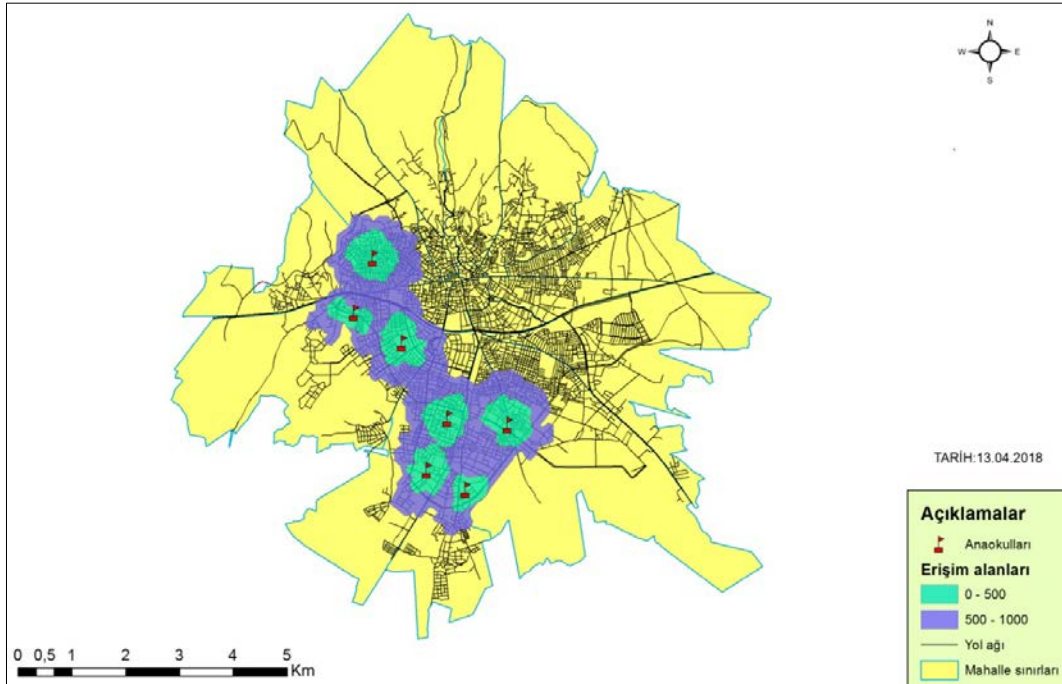 N
W E
S
TARİH:13.04.2018
Açıklamalar
Anaokulları
Erişim alanları
0 - 500
500 - 1000
Yol ağı
Mahalle sınırları
0 0,5 1 2 3 4 5
Km